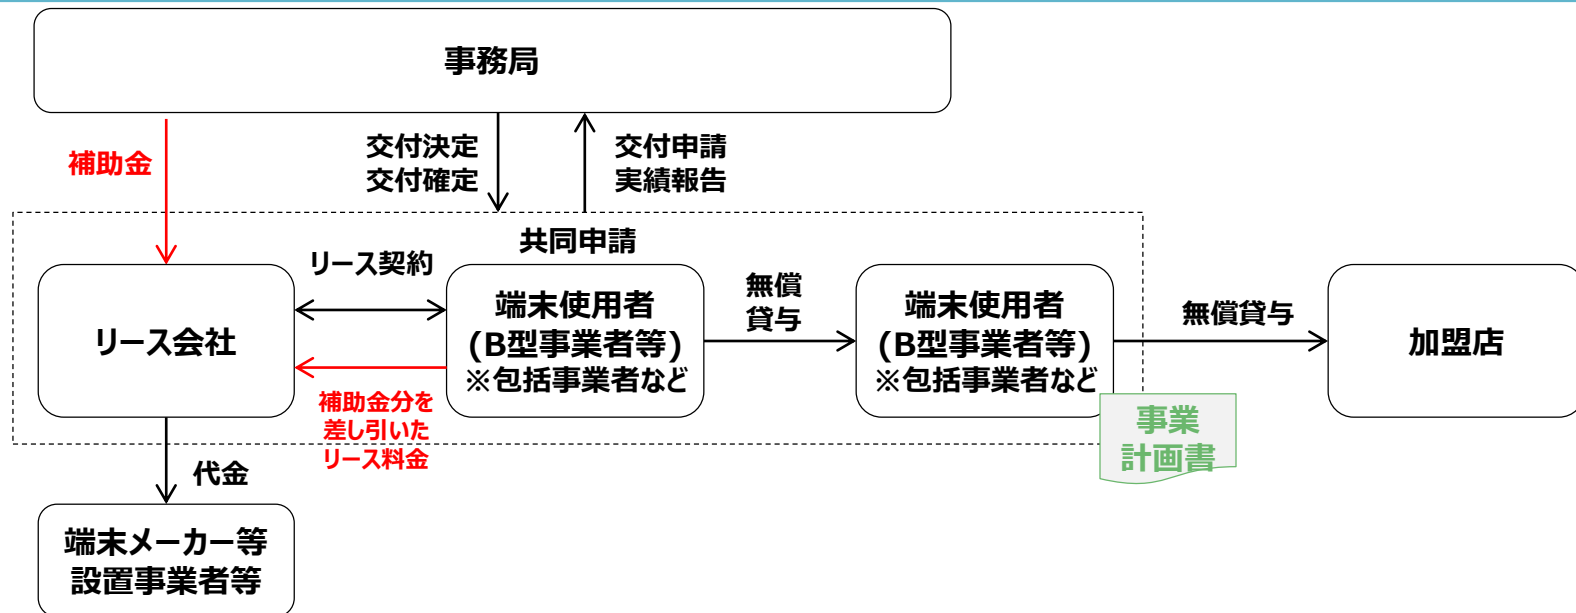 事務局
補助金
交付決定
交付確定
交付申請
実績報告
共同申請
リース契約
リース会社
端末使用者
(B型事業者等)
※包括事業者など
無償
貸与
端末使用者
(B型事業者等)
※包括事業者など
無償貸与
加盟店
補助金分を
差し引いた
リース料金
事業
計画書
代金
端末メーカー等
設置事業者等